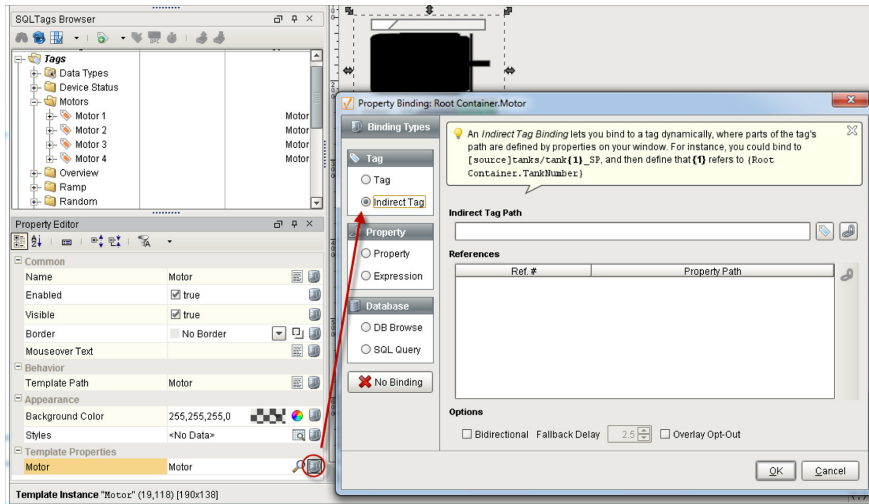 SQLTags Browser
Tags
Data Types
Device Status
Motors
Motor 1 Motor
Motor 2 Motor
Motor 3 Motor
Motor 4 Motor
Overview
Ramp
Random
Property Editor
Common
Name Motor
Enabled true
Visible true
Border No Border
Mouseover Text
Behavior
Template Path Motor
Appearance
Background Color 255,255,255,0
Styles <No Data>
Template Properties
Motor Motor
Template Instance "Motor" (19,118) [190x138]
Property Binding: Root Container.Motor
Binding Types
Tag
Tag
Indirect Tag
Property
Property
Expression
Database
DB Browse
SQL Query
No Binding
An Indirect Tag Binding lets you bind to a tag dynamically, where parts of the tag's
path are defined by properties on your window. For instance, you could bind to
[source]tanks/tank{1}_SP, and then define that {1} refers to {Root
Container.TankNumber}
Indirect Tag Path
References
Ref. # Property Path
Options
Bidirectional Fallback Delay 2.5 Overlay Opt-Out
OK Cancel